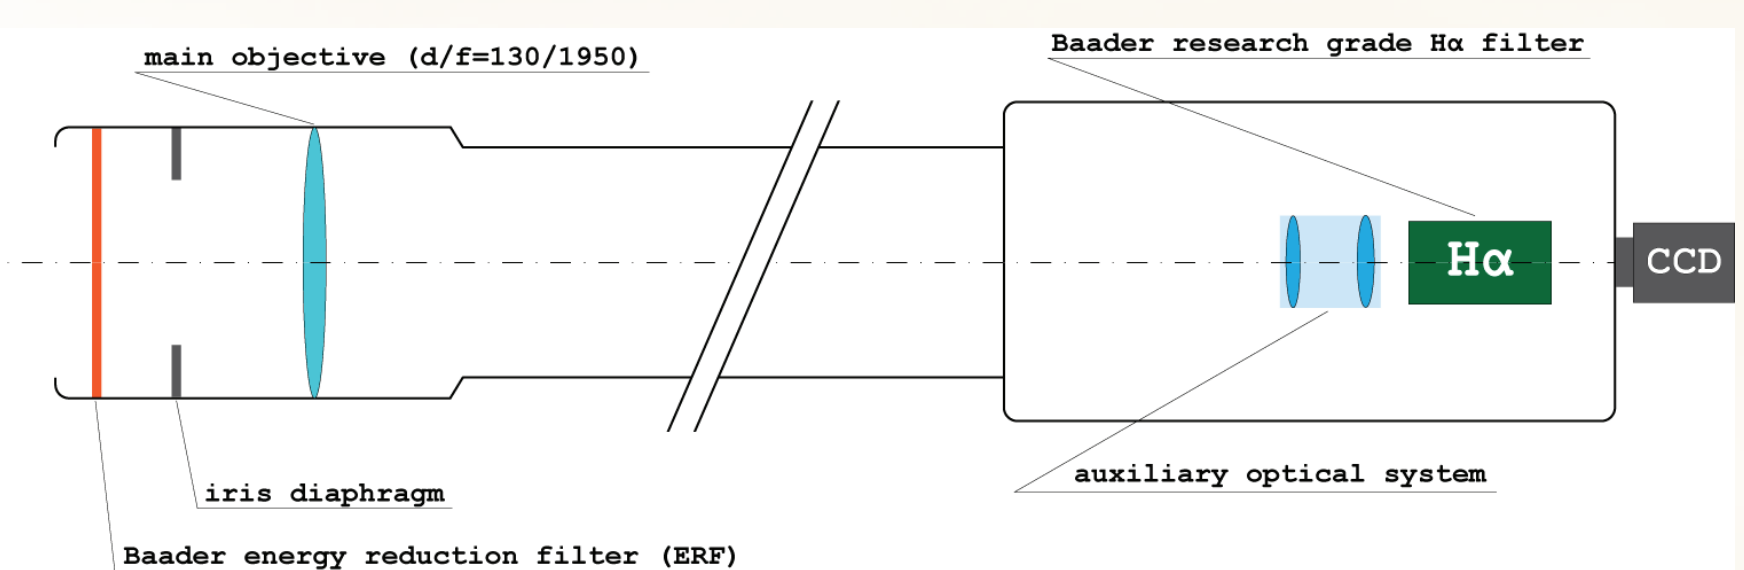 main objective (d/f=130/1950)
Baader research grade Hα filter
Hα
CCD
auxiliary optical system
iris diaphragm
Baader energy reduction filter (ERF)